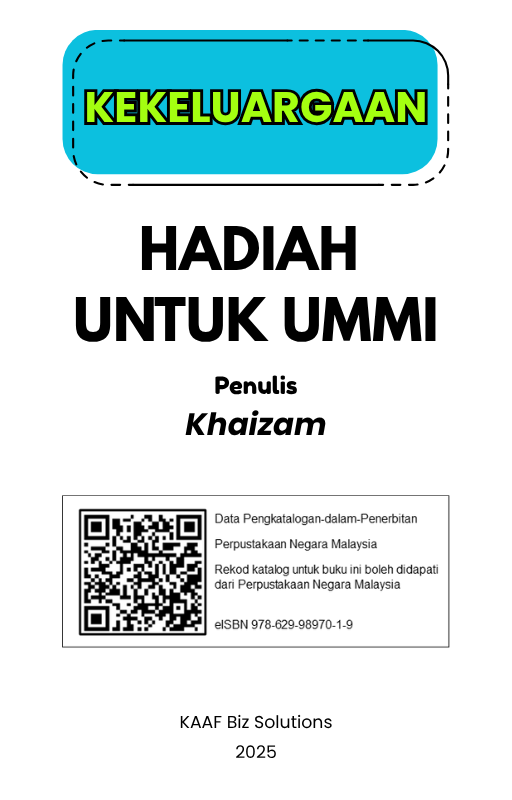 KEKELUARGAAN
HADIAH
UNTUK UMMI
Penulis
Khaizam
Data Pengkatalogan-dalam-Penerbitan
Perpustakaan Negara Malaysia
Rekod katalog untuk buku ini boleh didapati
dari Perpustakaan Negara Malaysia
eISBN 978-629-98970-1-9
KAAF Biz Solutions
2025